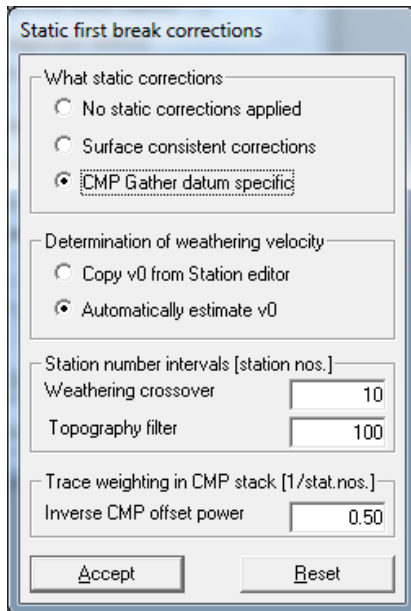 Static first break corrections
What static corrections
No static corrections applied
Surface consistent corrections
CMP Gather datum specific
Determination of weathering velocity
Copy v0 from Station editor
Automatically estimate v0
Station number intervals [station nos.]
Weathering crossover 10
Topography filter 100
Trace weighting in CMP stack [1/stat.nos.]
Inverse CMP offset power 0.50
Accept Reset